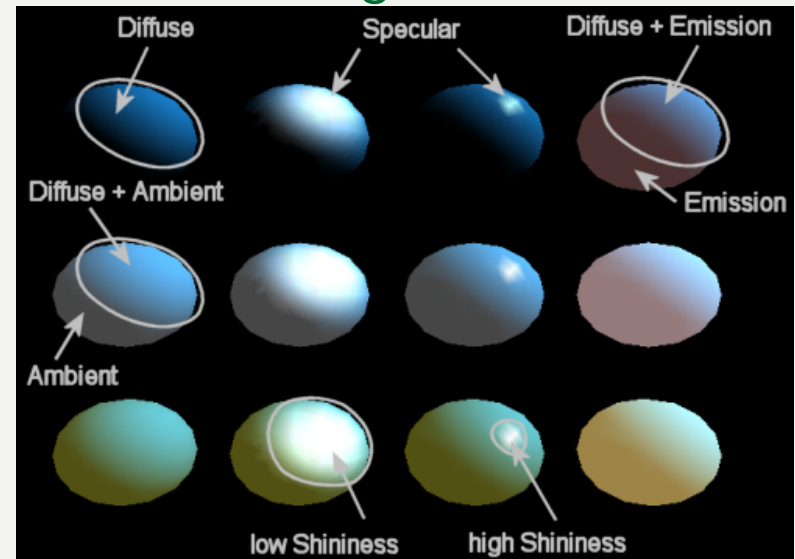 Diffuse
Specular
Diffuse + Emission
Diffuse + Ambient
Emission
Ambient
low Shininess
high Shininess